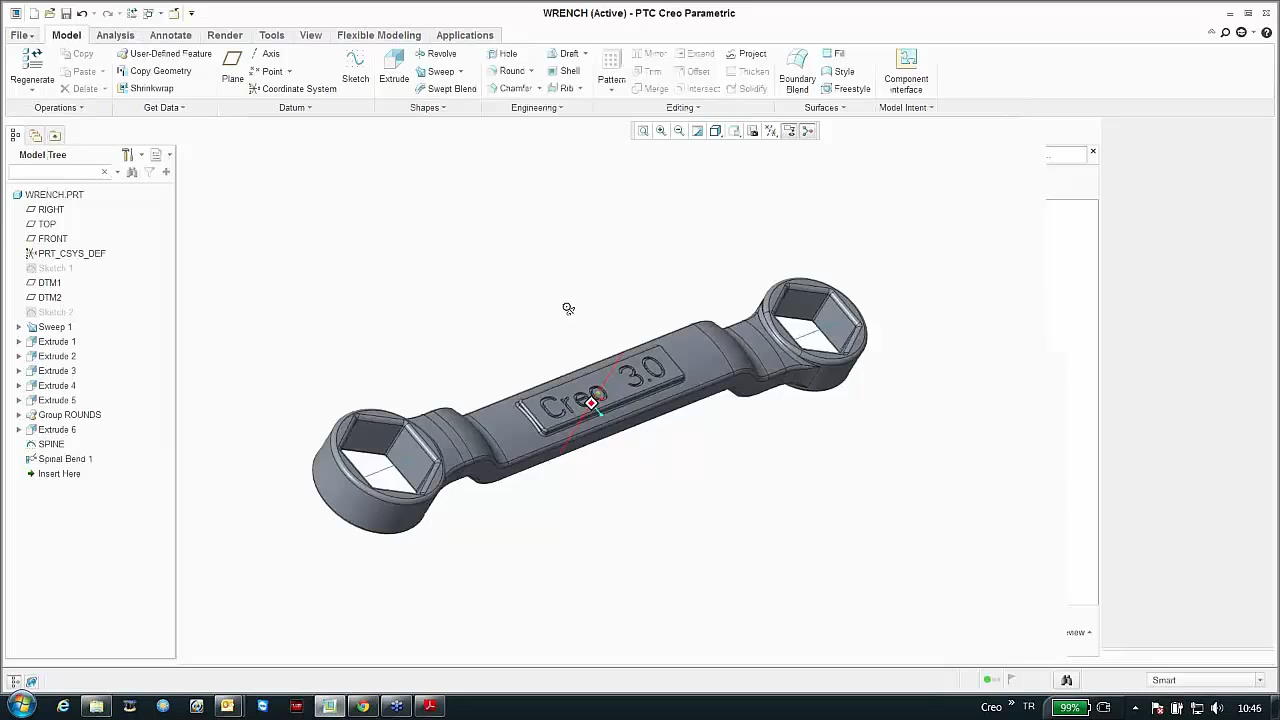 WRENCH (Active) - PTC Creo Parametric
File Model Analysis Annotate Render Tools View Flexible Modeling Applications
Regenerate
Copy
Paste
Delete
Operations
User-Defined Feature
Copy Geometry
Shrinkwrap
Get Data
Plane
Axis
Point
Coordinate System
Sketch
Datum
Extrude
Revolve
Sweep
Swept Blend
Shapes
Hole
Round
Chamfer
Draft
Shell
Rib
Engineering
Pattern
Mirror
Trim
Merge
Extend
Offset
Intersect
Project
Thicken
Solidify
Editing
Boundary
Blend
Fill
Style
Freestyle
Surfaces
Component
Interface
Model Intent
Model Tree
WRENCH.PRT
RIGHT
TOP
FRONT
PRT_CSYS_DEF
Sketch 1
DTM1
DTM2
Sketch 2
Sweep 1
Extrude 1
Extrude 2
Extrude 3
Extrude 4
Extrude 5
Group ROUNDS
Extrude 6
SPINE
Spinal Bend 1
Insert Here
Creo 3.0
...
view
Smart
Creo
TR
99%
10:46